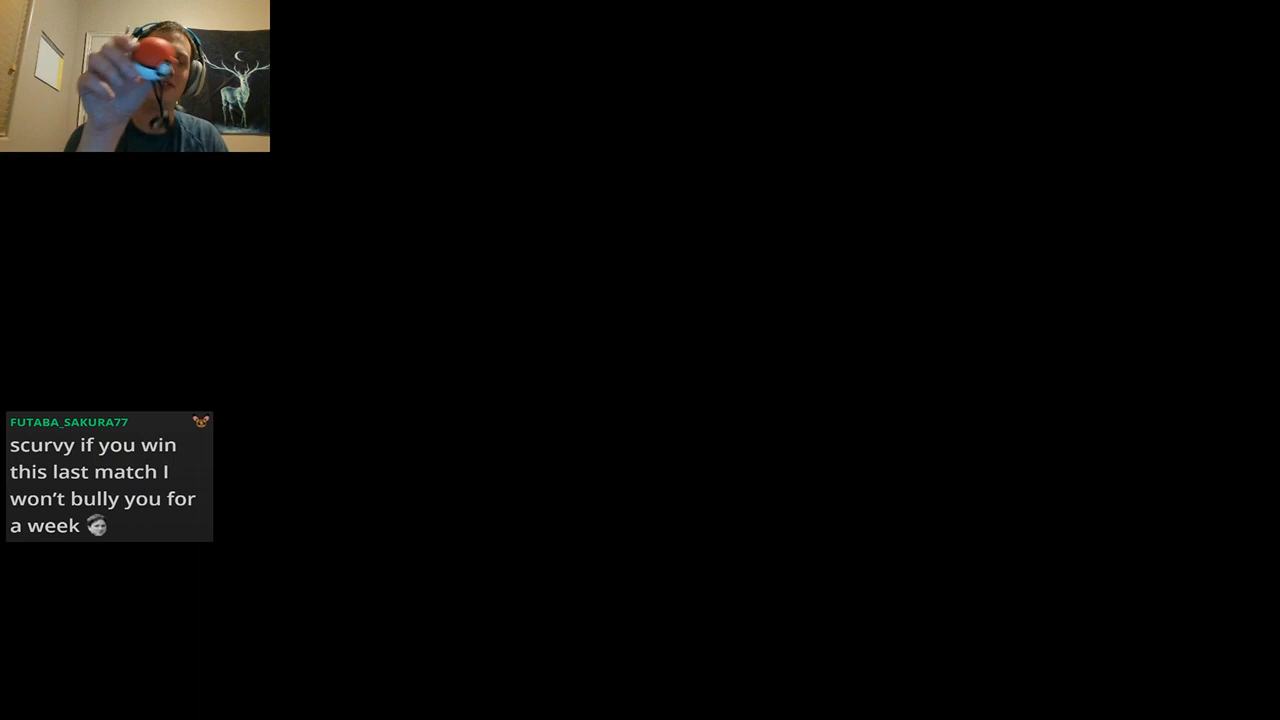 FUTABA_SAKURA77
scurvy if you win
this last match I
won’t bully you for
a week